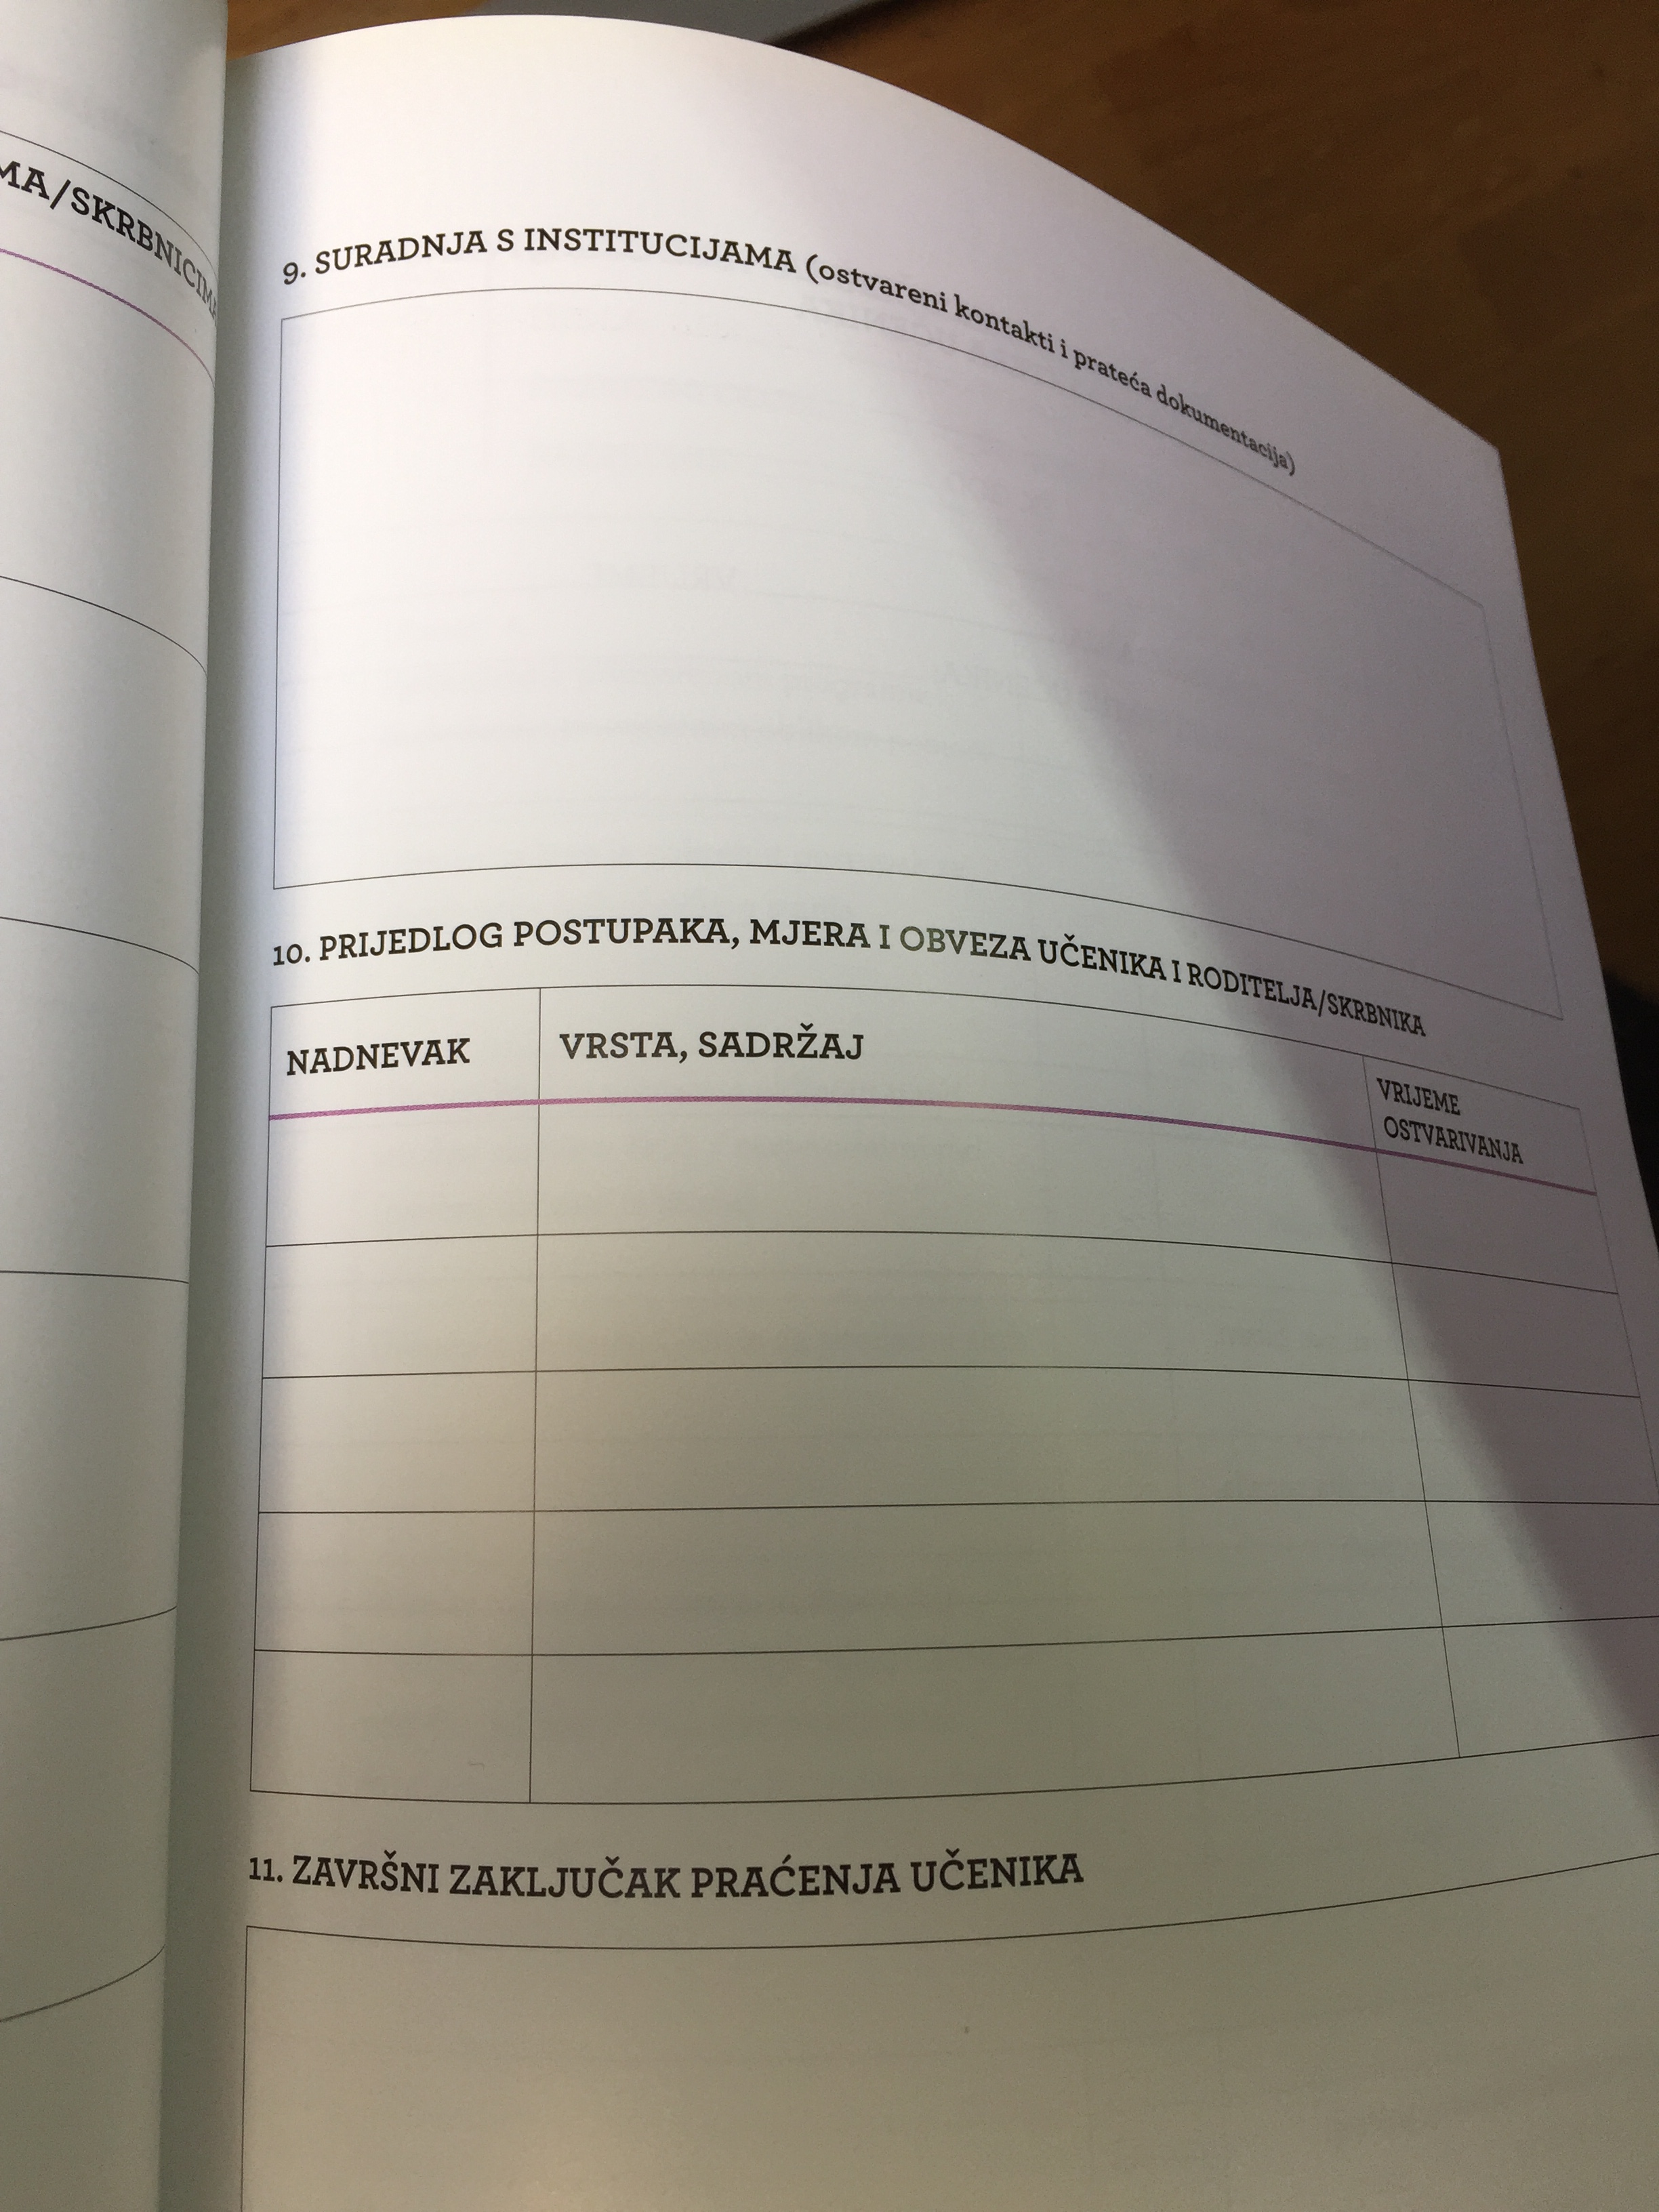 9. SURADNJA S INSTITUCIJAMA (ostvareni kontakti i prateća dokumentacija)
10. PRIJEDLOG POSTUPAKA, MJERA I OBVEZA UČENIKA I RODITELJA/SKRBNIKA
NADNEVAK
VRSTA, SADRŽAJ
VRIJEME
OSTVARIVANJA
11. ZAVRŠNI ZAKLJUČAK PRAĆENJA UČENIKA
MA/SKRBNICIMA